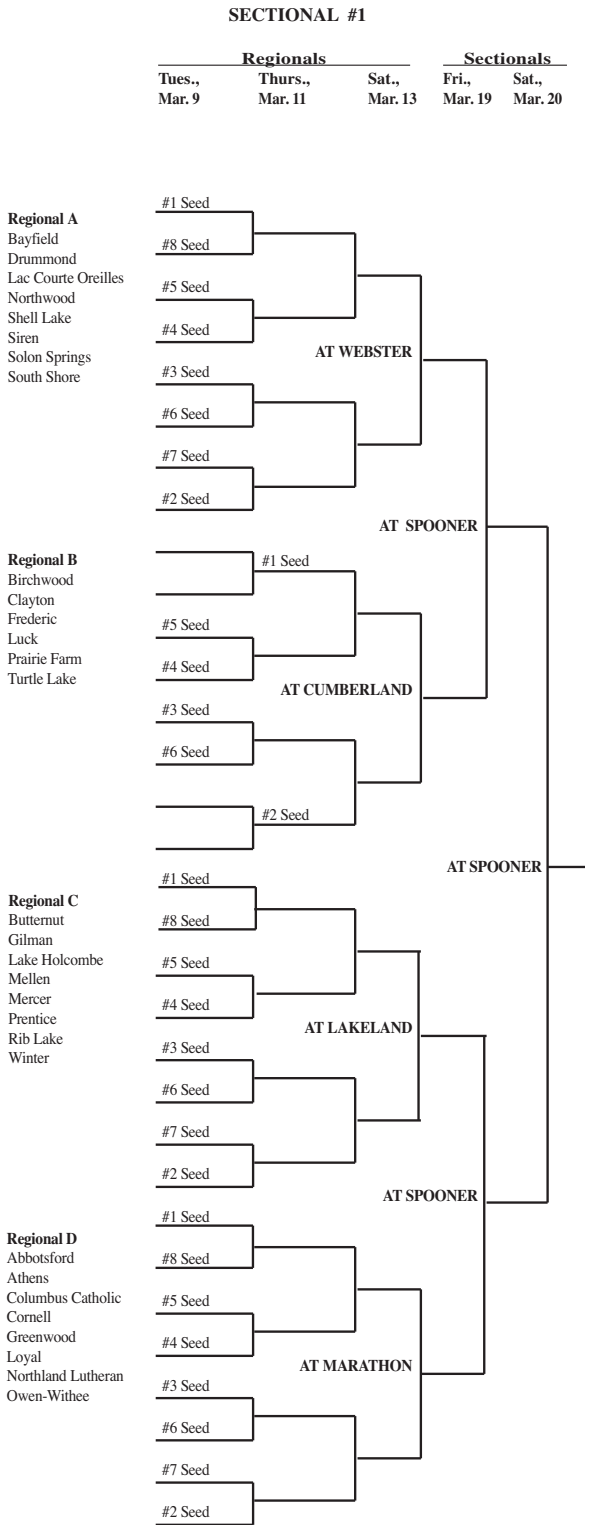 SECTIONAL #1
Regionals
Sectionals
Tues., Mar. 9
Thurs., Mar. 11
Sat., Mar. 13
Fri., Mar. 19
Sat., Mar. 20
Regional A
Bayfield
Drummond
Lac Courte Oreilles
Northwood
Shell Lake
Siren
Solon Springs
South Shore
#1 Seed
#8 Seed
#5 Seed
#4 Seed
#3 Seed
#6 Seed
#7 Seed
#2 Seed
AT WEBSTER
AT SPOONER
Regional B
Birchwood
Clayton
Frederic
Luck
Prairie Farm
Turtle Lake
#1 Seed
#5 Seed
#4 Seed
#3 Seed
#6 Seed
#2 Seed
AT CUMBERLAND
AT SPOONER
Regional C
Butternut
Gilman
Lake Holcombe
Mellen
Mercer
Prentice
Rib Lake
Winter
#1 Seed
#8 Seed
#5 Seed
#4 Seed
#3 Seed
#6 Seed
#7 Seed
#2 Seed
AT LAKELAND
AT SPOONER
Regional D
Abbotsford
Athens
Columbus Catholic
Cornell
Greenwood
Loyal
Northland Lutheran
Owen-Withee
#1 Seed
#8 Seed
#5 Seed
#4 Seed
#3 Seed
#6 Seed
#7 Seed
#2 Seed
AT MARATHON